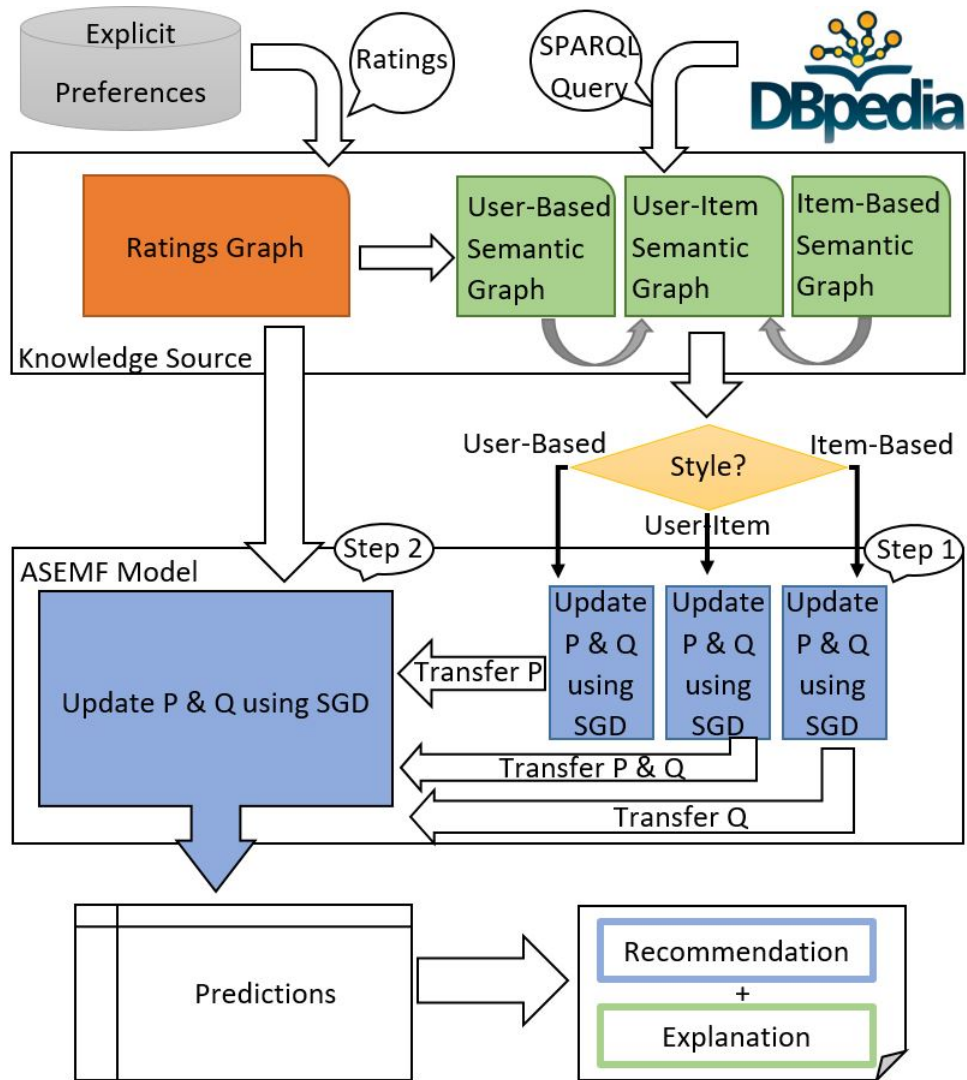 Explicit
Preferences
Ratings
SPARQL
Query
DBpedia
Ratings Graph
User-Based
Semantic
Graph
User-Item
Semantic
Graph
Item-Based
Semantic
Graph
Knowledge Source
User-Based
Style?
Item-Based
User-Item
Step 2
Step 1
ASEMF Model
Update P & Q using SGD
Update
P & Q
using
SGD
Update
P & Q
using
SGD
Update
P & Q
using
SGD
Transfer P
Transfer P & Q
Transfer Q
Predictions
Recommendation
+
Explanation